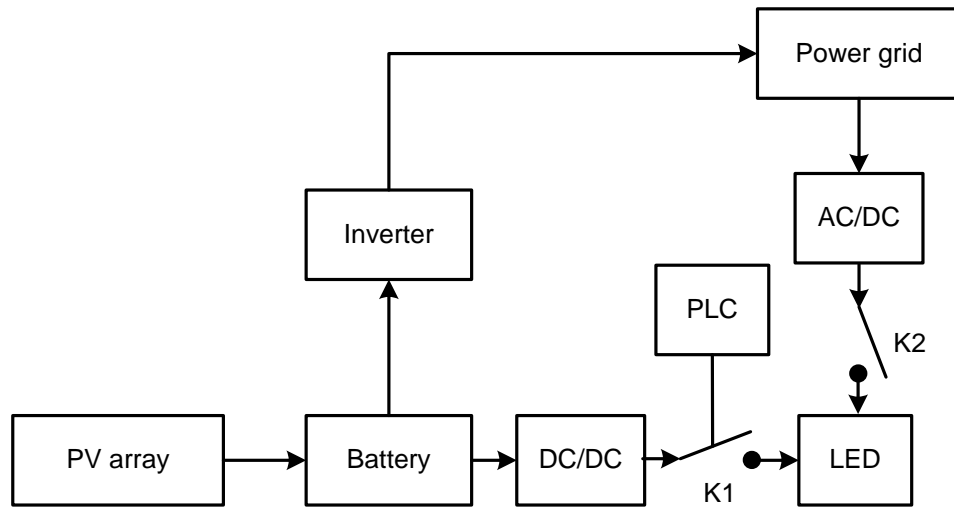 Power grid
Inverter
AC/DC
PLC
K2
PV array
Battery
DC/DC
K1
LED